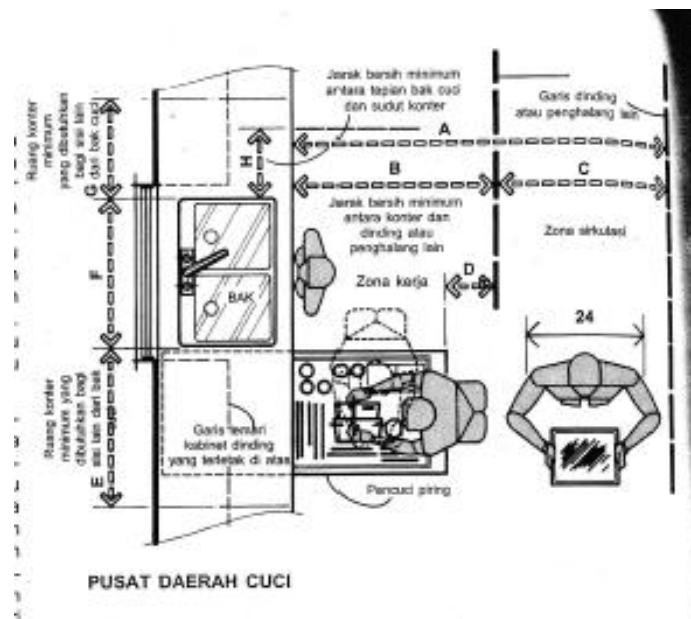 Jarak bersih minimum
antara tepian bak cuci
dan sudut konter
Garis dinding
atau penghalang lain
A
Ruang konter
minimum
yang dibutuhkan
bagi sisi lain
dari bak cuci
G
H
B
C
Jarak bersih minimum
antara konter dan
dinding atau
penghalang lain
Zona sirkulasi
F
BAK
Zona kerja
D
24
Ruang konter
minimum yang
dibutuhkan bagi
sisi lain dari bak
E
Garis lemari
kabinet dinding
yang terletak di atas
Pencuci piring
PUSAT DAERAH CUCI